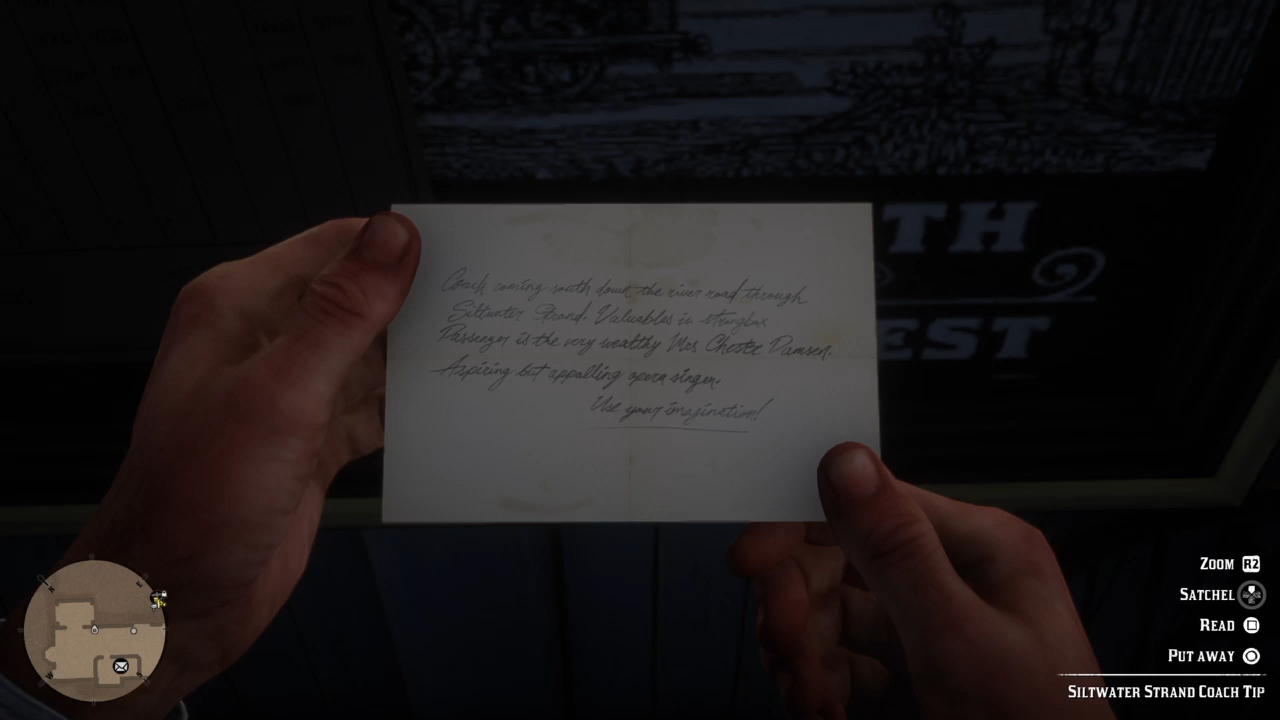 Coach coming south down the river road through
Siltwater Strand. Valuables in strongbox
Passenger is the very wealthy Mrs Chester Damsen.
Aspiring but appalling opera singer.
Use your imagination!
TH
EST
ZOOM R2
SATCHEL
READ
PUT AWAY
SILTWATER STRAND COACH TIP